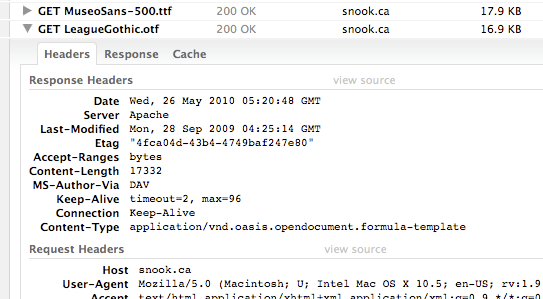 GET MuseoSans-500.ttf 200 OK snook.ca 17.9 KB
GET LeagueGothic.otf 200 OK snook.ca 16.9 KB
Headers Response Cache
Response Headers view source
Date Wed, 26 May 2010 05:20:48 GMT
Server Apache
Last-Modified Mon, 28 Sep 2009 04:25:14 GMT
Etag "4fca04d-43b4-4749baf247e80"
Accept-Ranges bytes
Content-Length 17332
MS-Author-Via DAV
Keep-Alive timeout=2, max=96
Connection Keep-Alive
Content-Type application/vnd.oasis.opendocument.formula-template
Request Headers view source
Host snook.ca
User-Agent Mozilla/5.0 (Macintosh; U; Intel Mac OS X 10.5; en-US; rv:1.9
Accept text/html,application/xhtml+xml,application/xml;q=0.9,*/*;q=0